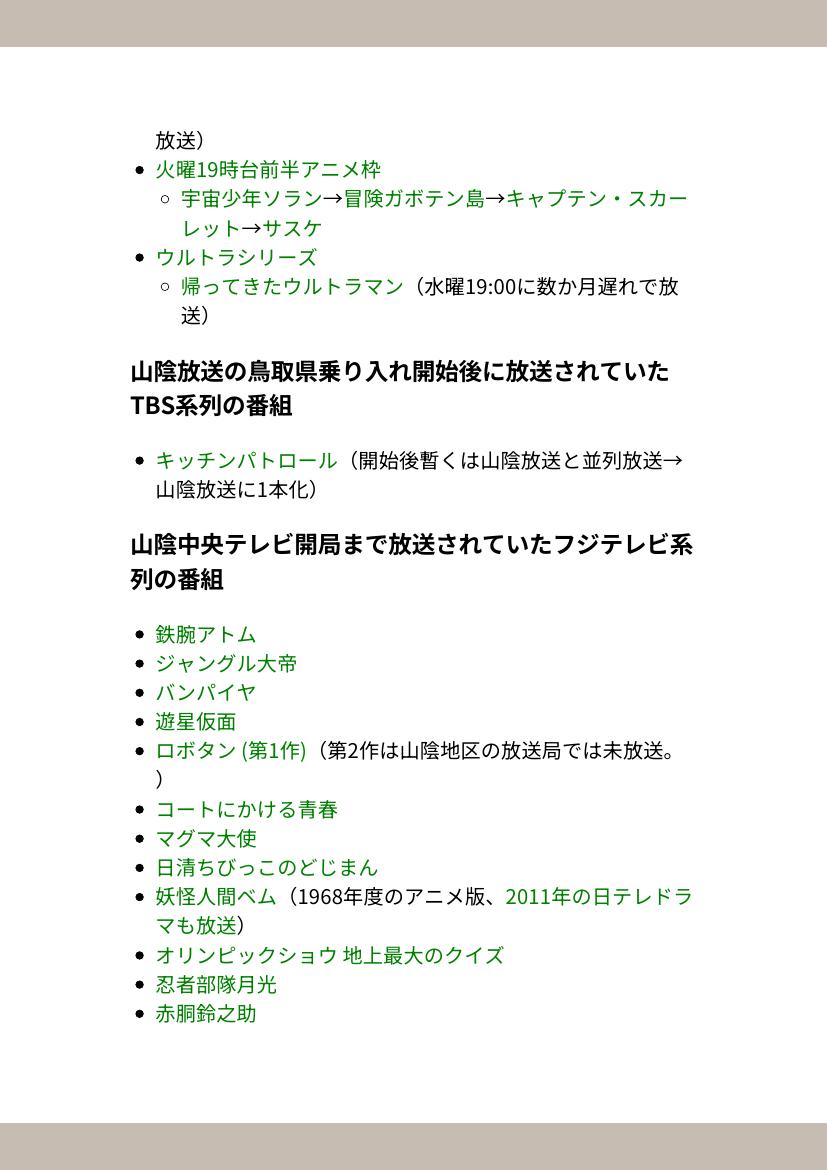 放送）
火曜19時台前半アニメ枠
宇宙少年ソラン→冒険ガボテン島→キャプテン・スカー
レット→サスケ
ウルトラシリーズ
帰ってきたウルトラマン（水曜19:00に数か月遅れで放
送）
山陰放送の鳥取県乗り入れ開始後に放送されていた
TBS系列の番組
キッチンパトロール（開始後暫くは山陰放送と並列放送→
山陰放送に1本化）
山陰中央テレビ開局まで放送されていたフジテレビ系
列の番組
鉄腕アトム
ジャングル大帝
バンパイヤ
遊星仮面
ロボタン (第1作)（第2作は山陰地区の放送局では未放送。
）
コートにかける青春
マグマ大使
日清ちびっこのどじまん
妖怪人間ベム（1968年度のアニメ版、2011年の日テレドラ
マも放送）
オリンピックショウ 地上最大のクイズ
忍者部隊月光
赤胴鈴之助